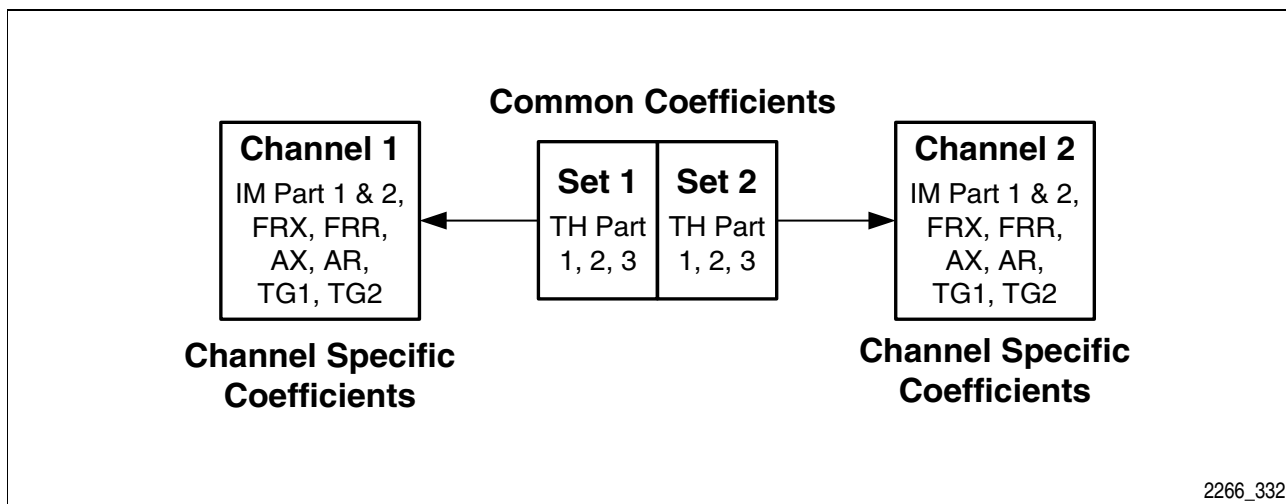 Common Coefficients
Channel 1
IM Part 1 & 2,
FRX, FRR,
AX, AR,
TG1, TG2
Channel Specific
Coefficients
Set 1
TH Part
1, 2, 3
Set 2
TH Part
1, 2, 3
Channel 2
IM Part 1 & 2,
FRX, FRR,
AX, AR,
TG1, TG2
Channel Specific
Coefficients
2266_332